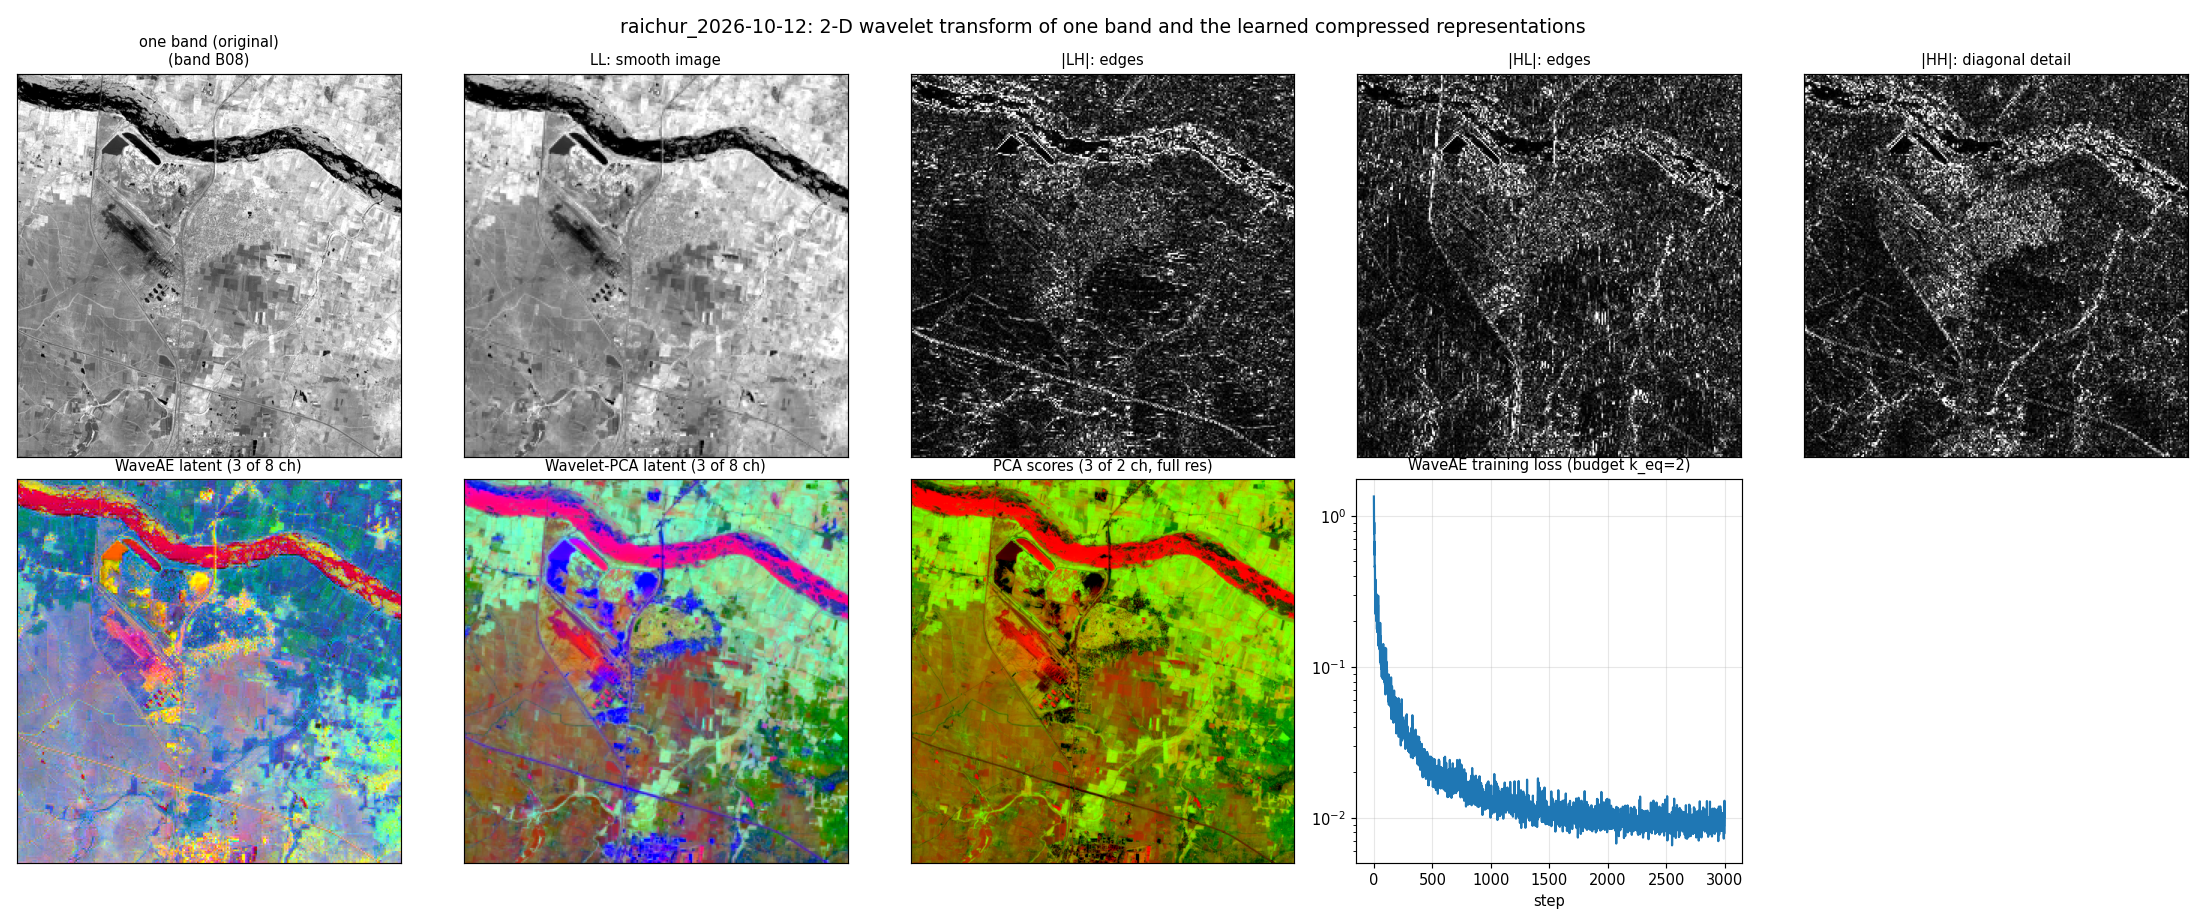 raichur_2026-10-12: 2-D wavelet transform of one band and the learned compressed representations
one band (original)
(band B08)
LL: smooth image
|LH|: edges
|HL|: edges
|HH|: diagonal detail
WaveAE latent (3 of 8 ch)
Wavelet-PCA latent (3 of 8 ch)
PCA scores (3 of 2 ch, full res)
WaveAE training loss (budget k_eq=2)
10⁰
10⁻¹
10⁻²
0 500 1000 1500 2000 2500 3000
step